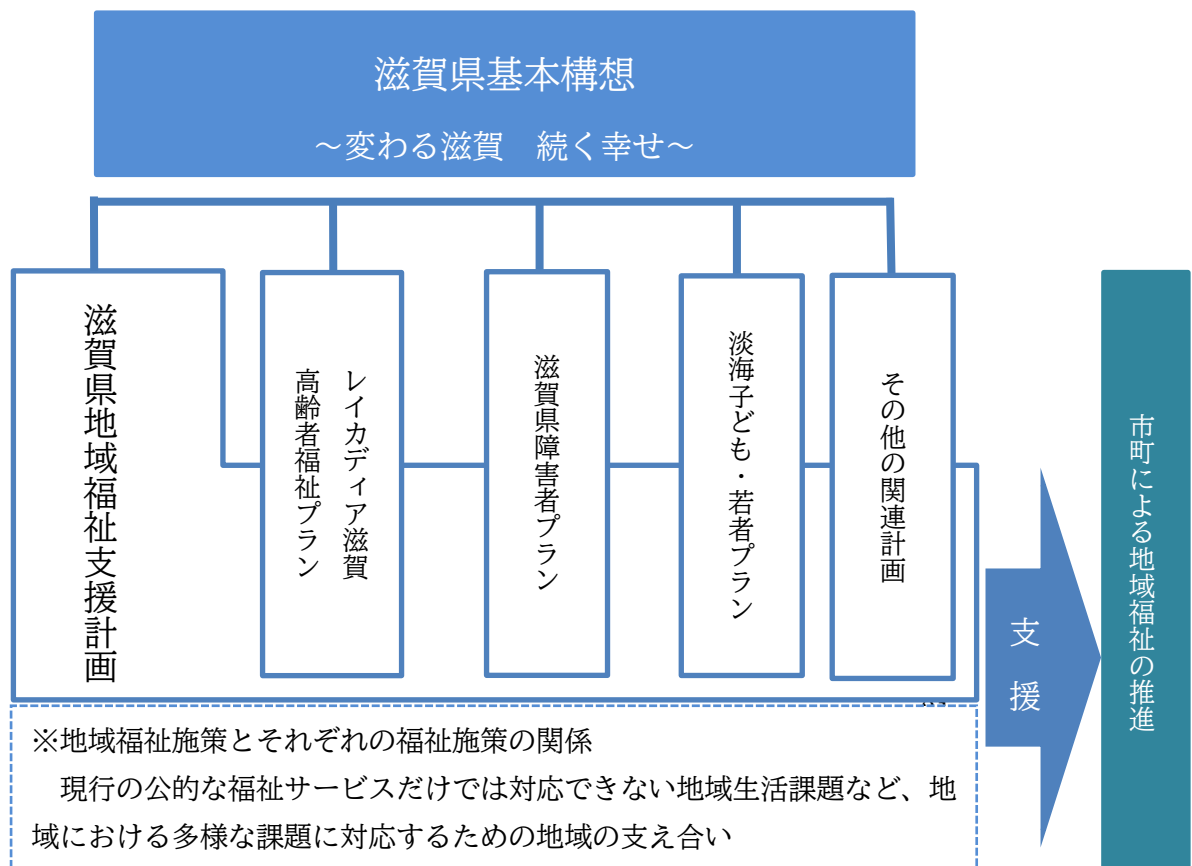 滋賀県基本構想
～変わる滋賀　続く幸せ～
滋賀県地域福祉支援計画
レイカディア滋賀
高齢者福祉プラン
滋賀県障害者プラン
淡海子ども・若者プラン
その他の関連計画
支
援
市町による地域福祉の推進
※地域福祉施策とそれぞれの福祉施策の関係
　現行の公的な福祉サービスだけでは対応できない地域生活課題など、地
域における多様な課題に対応するための地域の支え合い